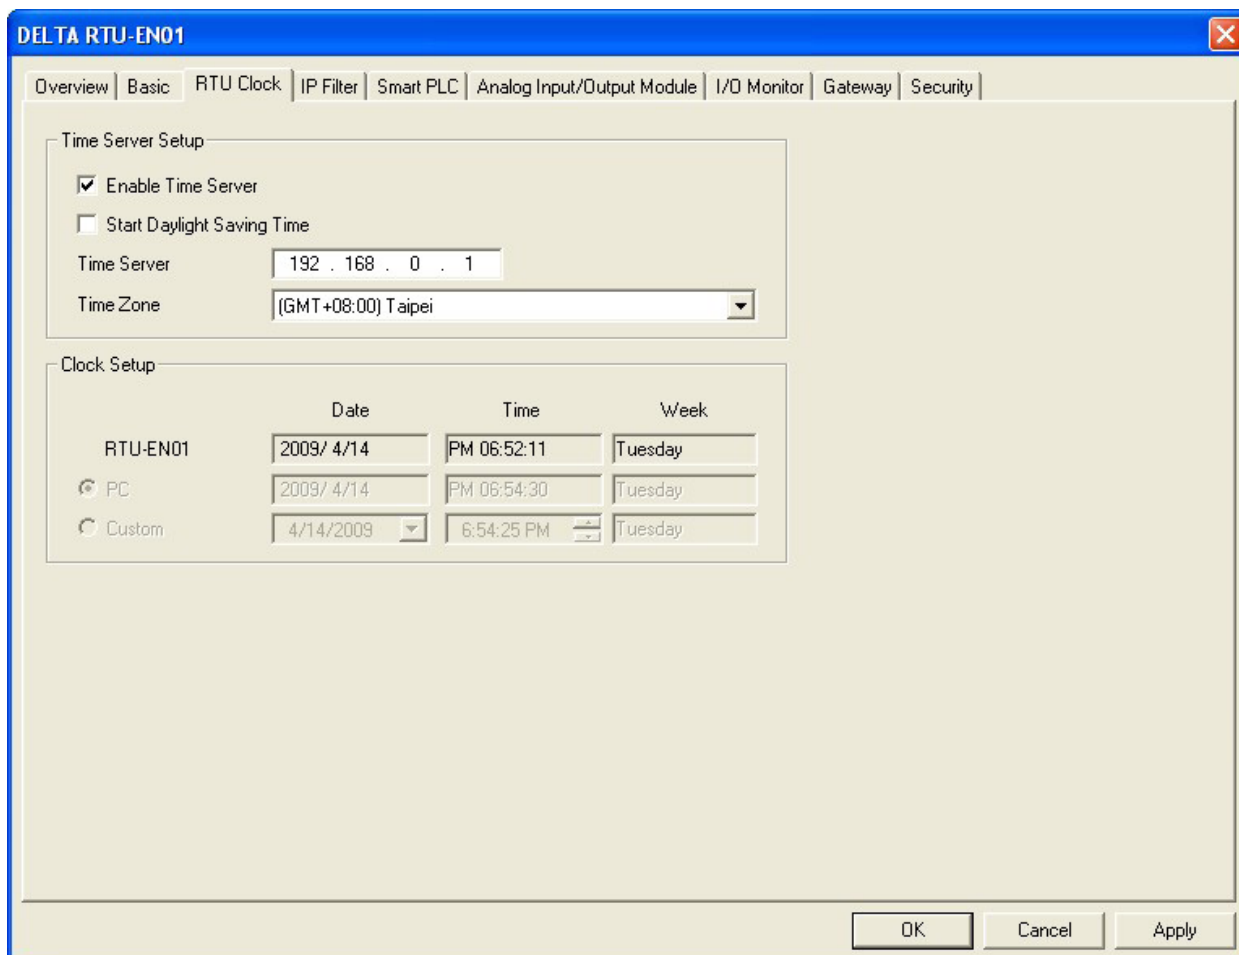 DELTA RTU-EN01
Overview Basic RTU Clock IP Filter Smart PLC Analog Input/Output Module I/O Monitor Gateway Security
Time Server Setup
Enable Time Server
Start Daylight Saving Time
Time Server 192 . 168 . 0 . 1
Time Zone (GMT+08:00) Taipei
Clock Setup
Date Time Week
RTU-EN01 2009/ 4/14 PM 06:52:11 Tuesday
PC 2009/ 4/14 PM 06:54:30 Tuesday
Custom 4/14/2009 6:54:25 PM Tuesday
OK Cancel Apply